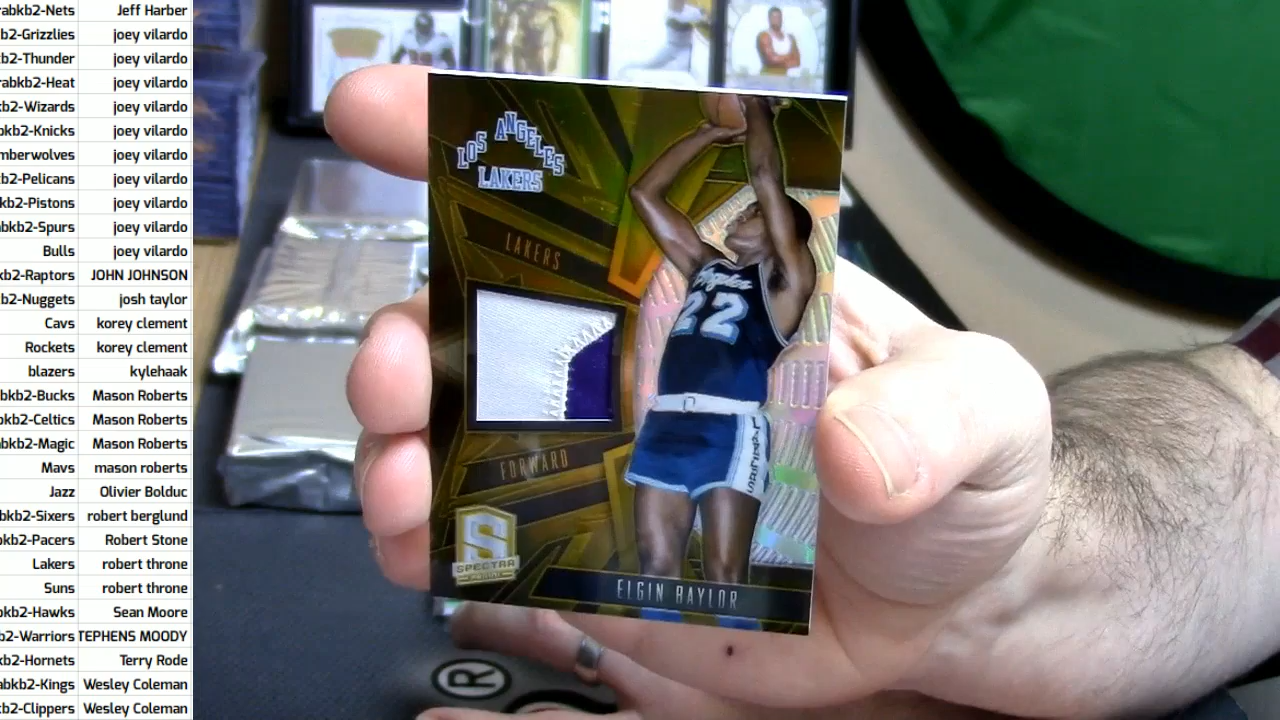 rabkb2-Nets Jeff Harber
kb2-Grizzlies joey vilardo
b2-Thunder joey vilardo
rabkb2-Heat joey vilardo
kb2-Wizards joey vilardo
bkb2-Knicks joey vilardo
mberwolves joey vilardo
b2-Pelicans joey vilardo
kb2-Pistons joey vilardo
bkb2-Spurs joey vilardo
Bulls joey vilardo
kb2-Raptors JOHN JOHNSON
b2-Nuggets josh taylor
Cavs korey clement
Rockets korey clement
blazers kylehaak
bkb2-Bucks Mason Roberts
kb2-Celtics Mason Roberts
abkb2-Magic Mason Roberts
Mavs mason roberts
Jazz Olivier Bolduc
bkb2-Sixers robert berglund
kb2-Pacers Robert Stone
Lakers robert throne
Suns robert throne
bkb2-Hawks Sean Moore
b2-Warriors TEPHENS MOODY
kb2-Hornets Terry Rode
abkb2-Kings Wesley Coleman
kb2-Clippers Wesley Coleman
LOS ANGELES
LAKERS
LAKERS
22
LAKERS
FORWARD
S
SPECTRA
PANINI
ELGIN BAYLOR
®